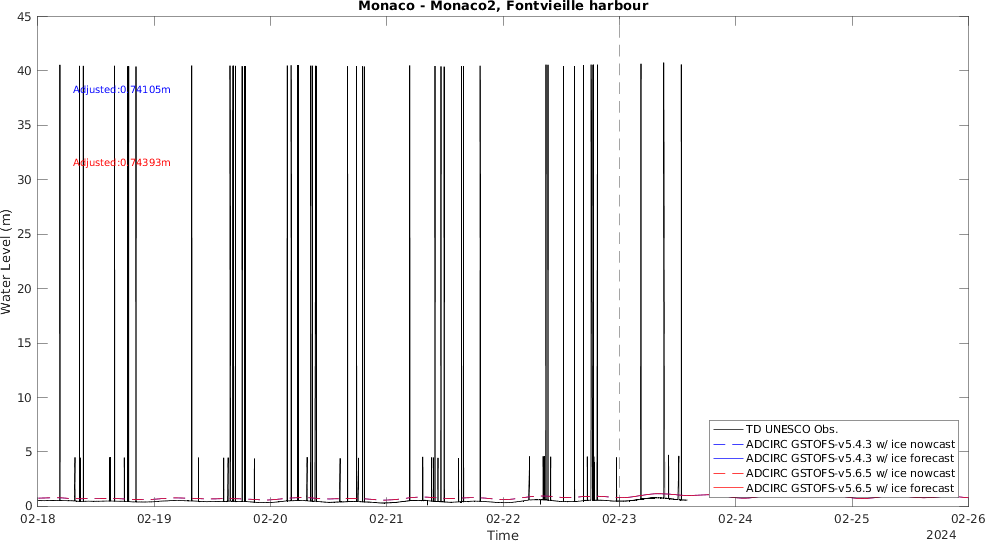 Monaco - Monaco2, Fontvieille harbour
45
40
35
30
25
20
15
10
5
0
Water Level (m)
Adjusted:0.74105m
Adjusted:0.74393m
TD UNESCO Obs.
ADCIRC GSTOFS-v5.4.3 w/ ice nowcast
ADCIRC GSTOFS-v5.4.3 w/ ice forecast
ADCIRC GSTOFS-v5.6.5 w/ ice nowcast
ADCIRC GSTOFS-v5.6.5 w/ ice forecast
02-18 02-19 02-20 02-21 02-22 02-23 02-24 02-25 02-26
Time
2024